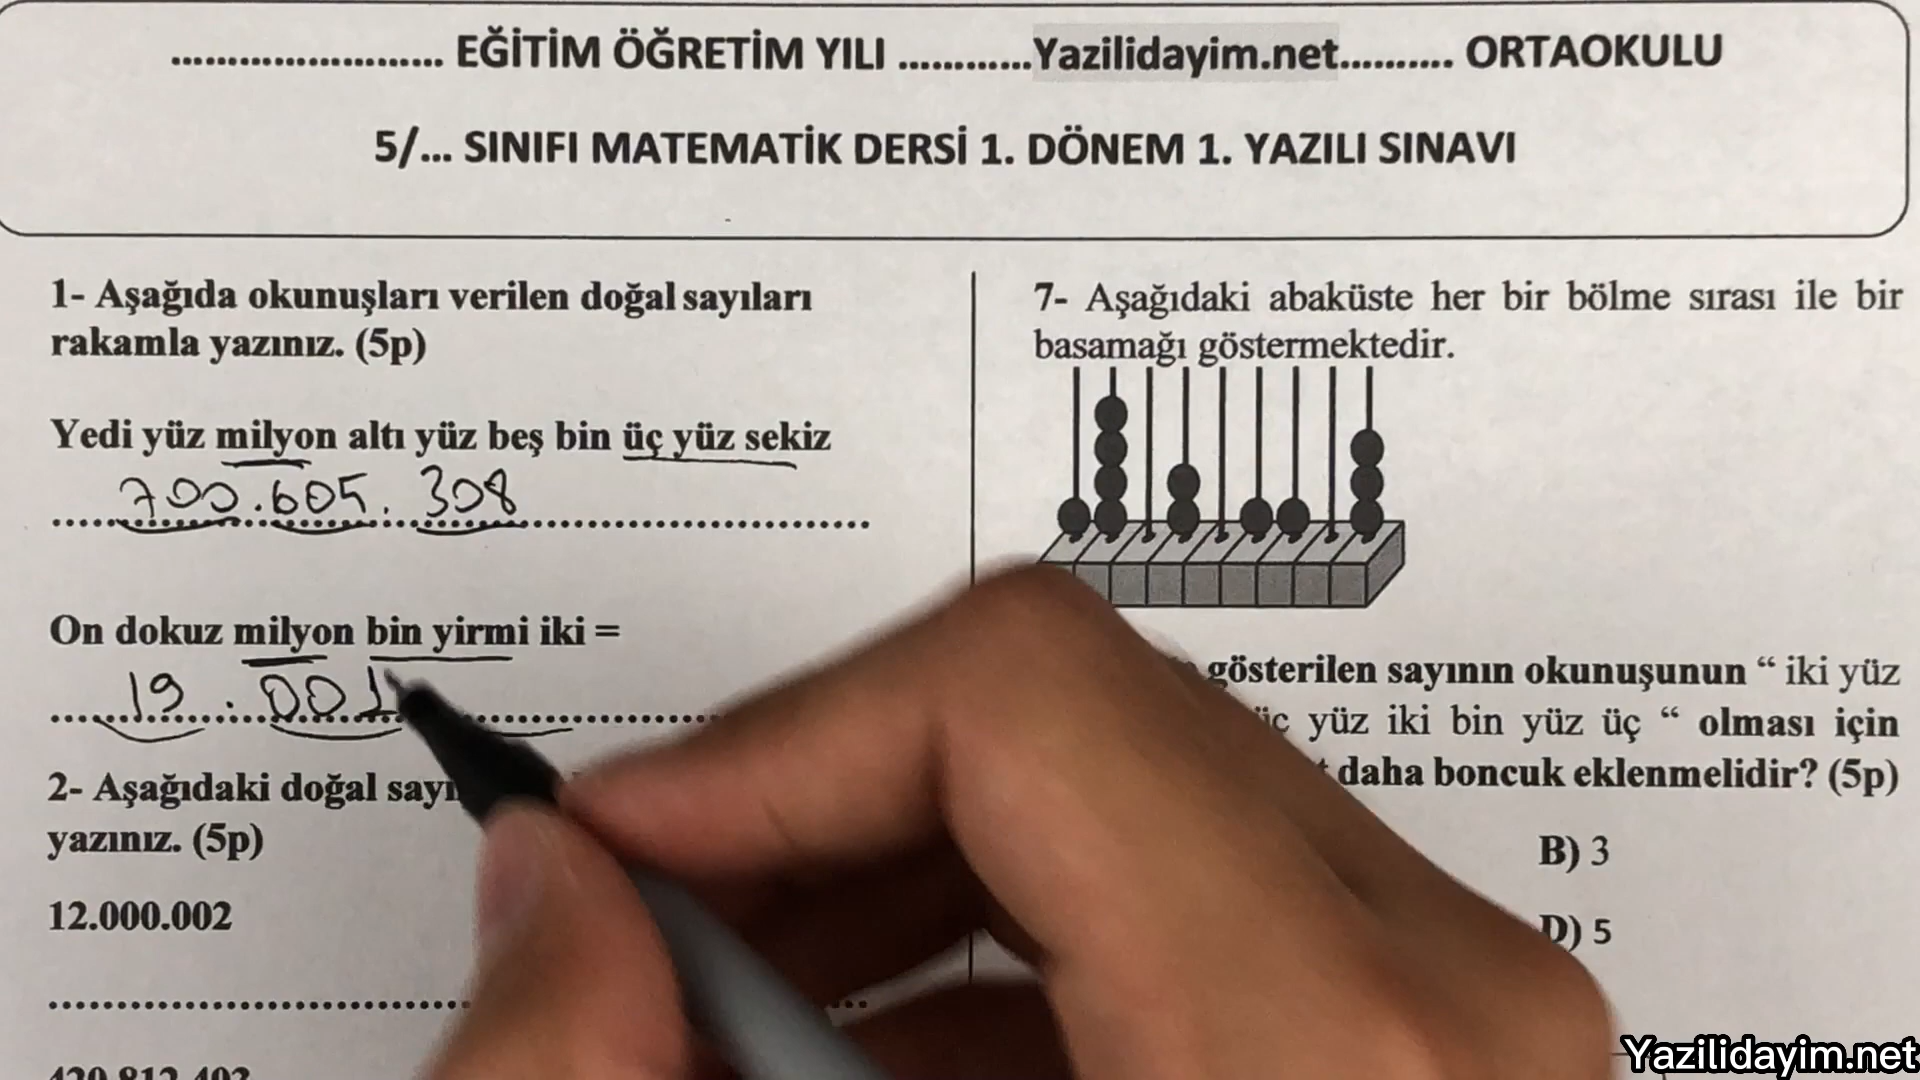 ........................ EĞİTİM ÖĞRETİM YILI ............Yazilidayim.net.......... ORTAOKULU
5/... SINIFI MATEMATİK DERSİ 1. DÖNEM 1. YAZILI SINAVI
1- Aşağıda okunuşları verilen doğal sayıları
rakamla yazınız. (5p)
Yedi yüz milyon altı yüz beş bin üç yüz sekiz
700.605.308
On dokuz milyon bin yirmi iki =
19.001
2- Aşağıdaki doğal
yazınız. (5p)
12.000.002
7- Aşağıdaki abaküste her bir bölme sırası ile bir
basamağı göstermektedir.
gösterilen sayının okunuşunun “ iki yüz
yüz iki bin yüz üç “ olması için
daha boncuk eklenmelidir? (5p)
B) 3
D) 5
Yazilidayim.net